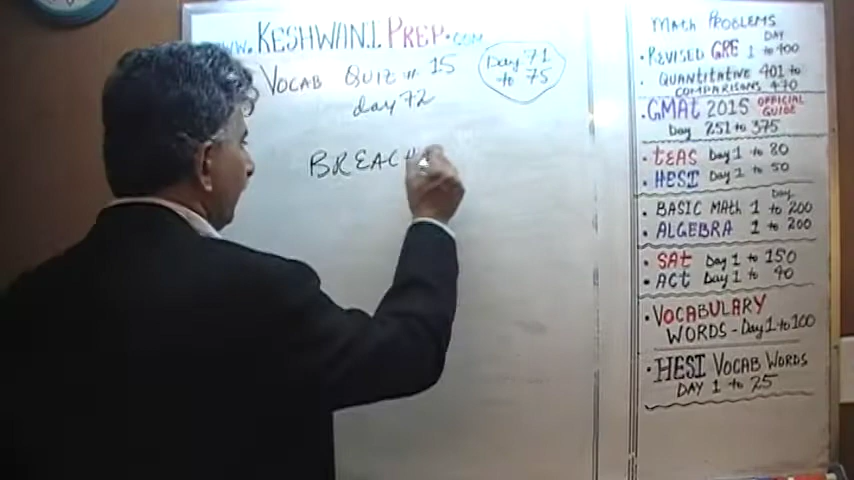 WWW.KESHWANI.PREP.COM
VOCAB QUIZ # 15
Day 71
to 75
day 72
BREACH
MATH PROBLEMS
DAY
• REVISED GRE 1 to 400
• QUANTITATIVE 401 to
COMPARISONS 470
• GMAt 2015 OFFICIAL
GUIDE
Day 251 to 375
• TEAS Day 1 to 80
• HESI Day 1 to 50
Day
• BASIC MATH 1 to 200
• ALGEBRA 1 to 200
• SAt Day 1 to 150
• ACT Day 1 to 40
• VOCABULARY
WORDS - Day 1 to 100
• HESI VOCAB WORDS
DAY 1 to 25